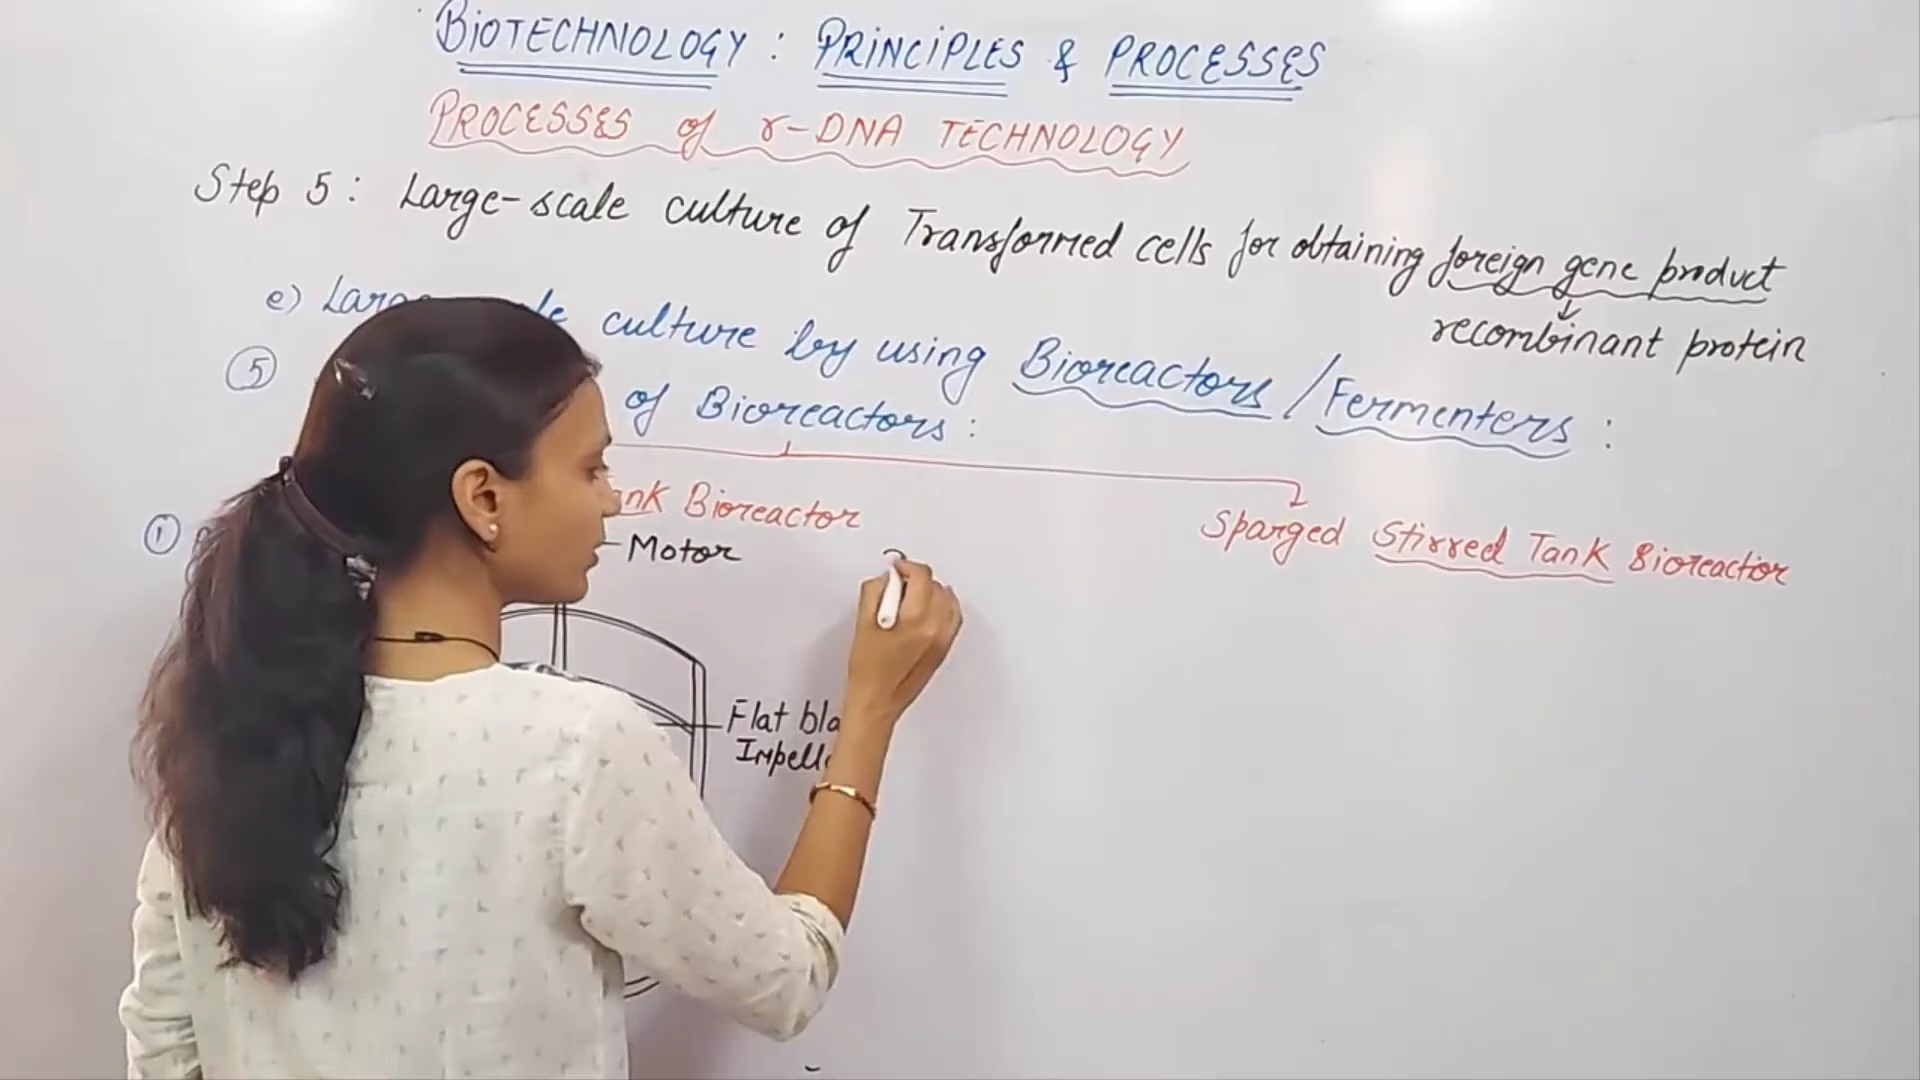 BIOTECHNOLOGY : PRINCIPLES & PROCESSES
PROCESSES of r-DNA TECHNOLOGY
Step 5 : Large-scale culture of Transformed cells for obtaining foreign gene product
recombinant protein
e) culture by using Bioreactors / Fermenters :
5 of Bioreactors :
Bioreactor
Sparged Stirred Tank Bioreactor
1
Motor
Flat